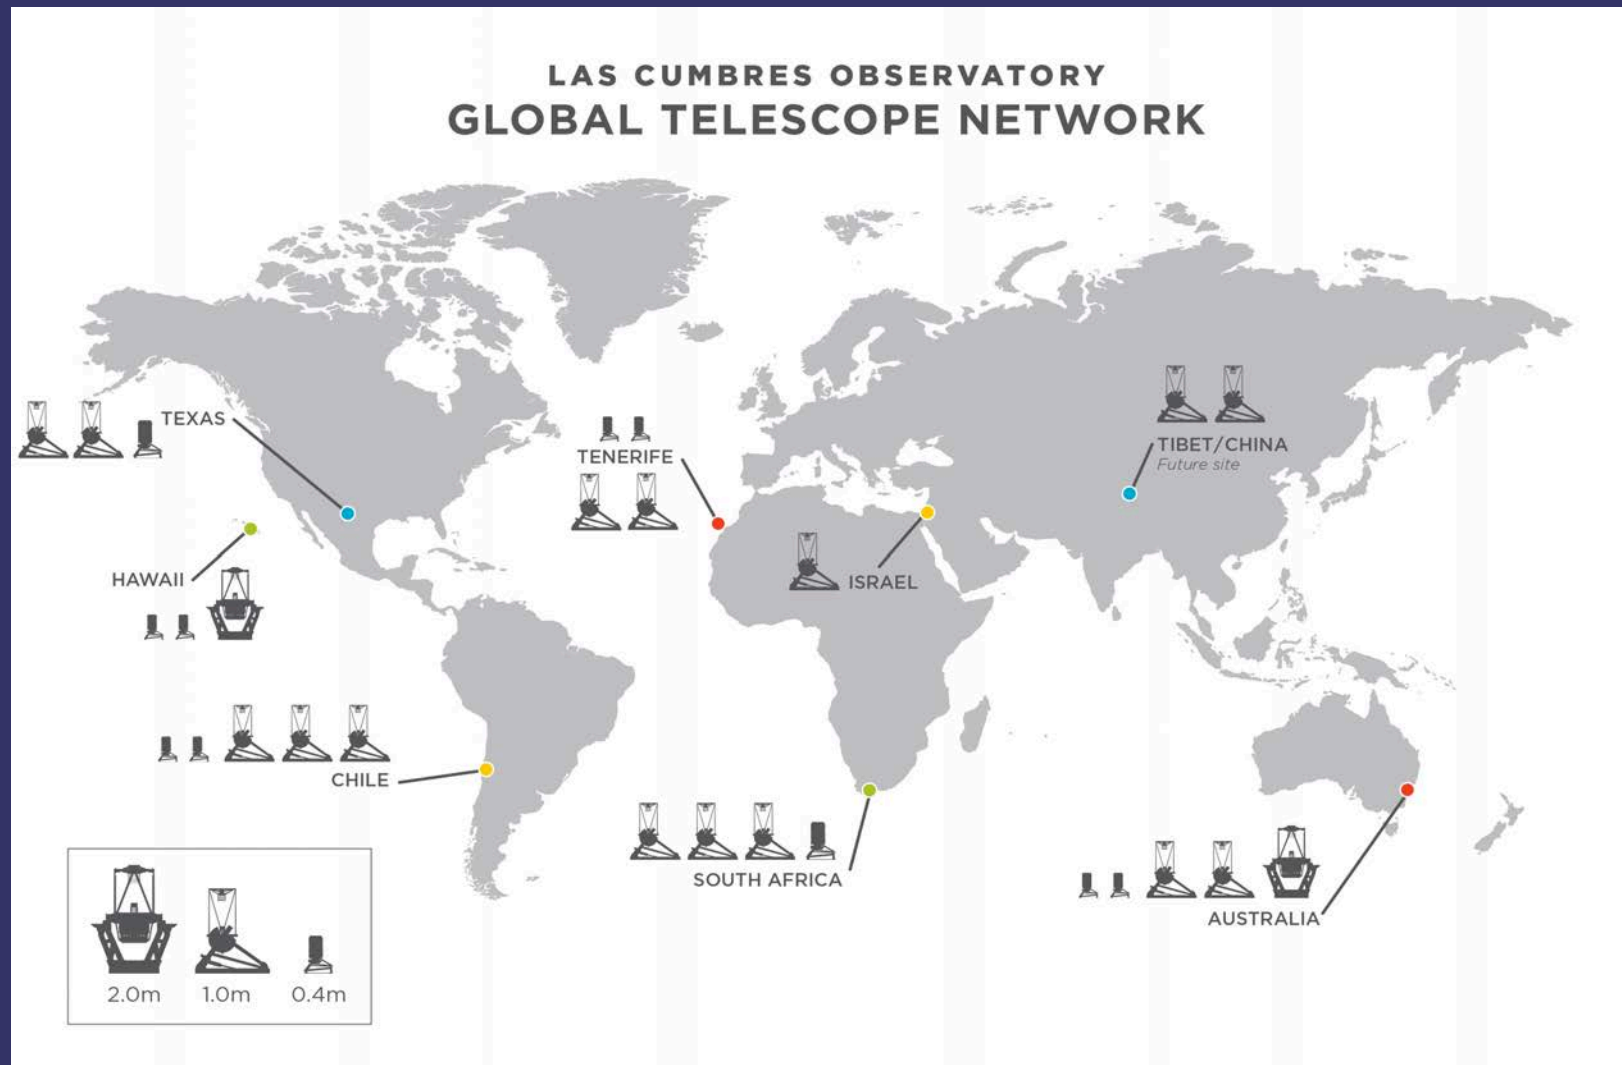 LAS CUMBRES OBSERVATORY
GLOBAL TELESCOPE NETWORK
TEXAS
TENERIFE
TIBET/CHINA
Future site
HAWAII
ISRAEL
CHILE
SOUTH AFRICA
AUSTRALIA
2.0m 1.0m 0.4m